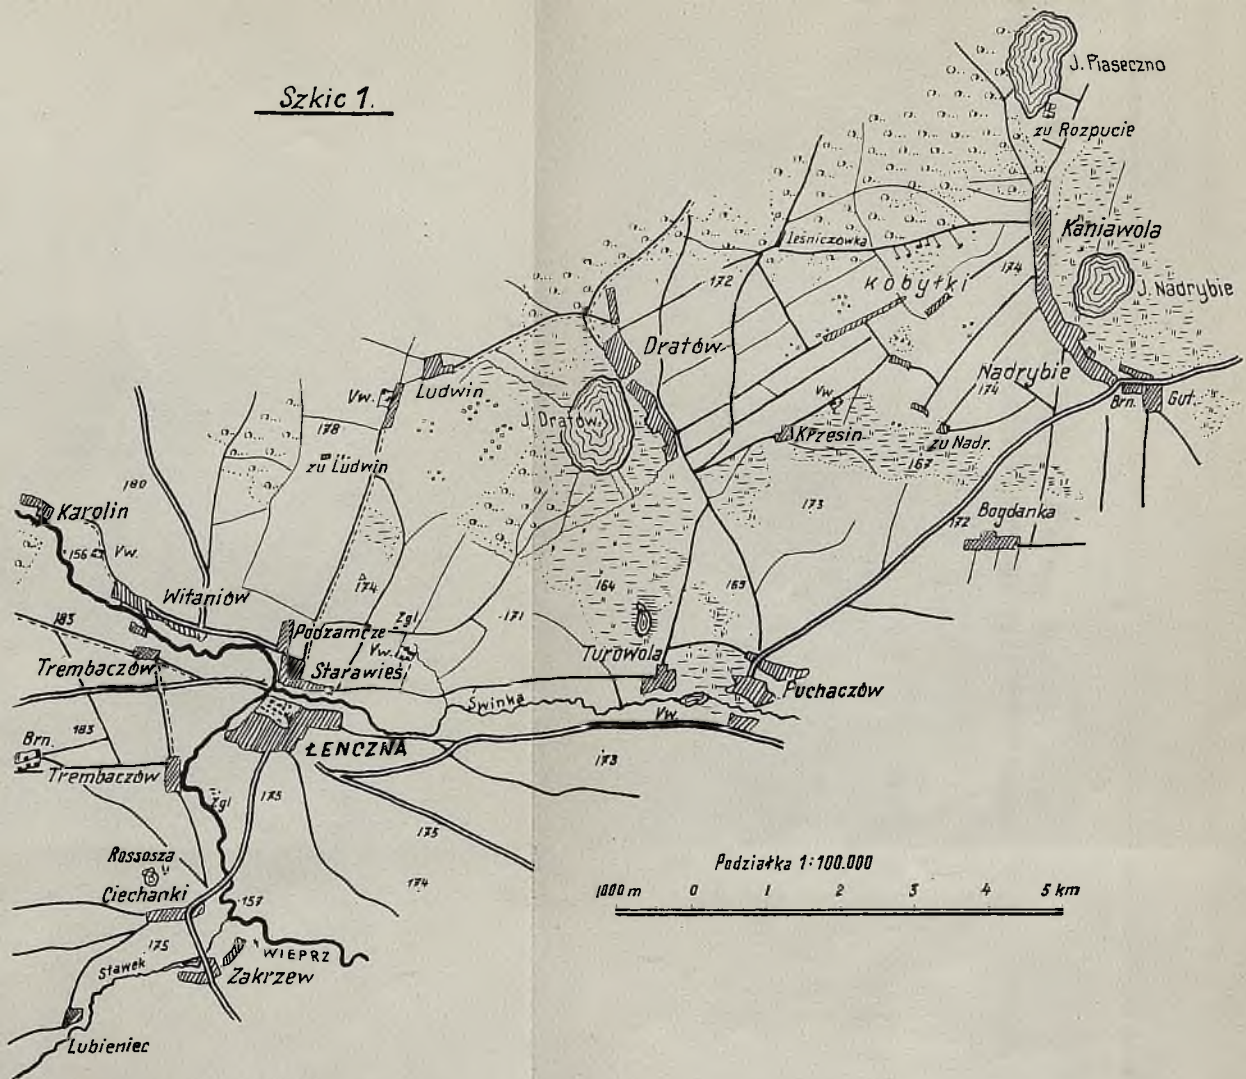 Szkic 1.
J. Piaseczno
zu Rozpucie
Kaniawola
Leśniczówka
172
174
Kobyłki
J. Nadrybie
Dratów
Nadrybie
174
Vw.
Ludwin
Vw.
Brn.
Gut.
J. Dratów
178
Krzesin
zu Nadr.
zu Ludwin
167
180
173
Bogdanka
172
Karolin
156
Vw.
174
164
163
Witaniów
183
Podzamcze
Zgl
171
Vw.
Turowola
Trembaczów
Starawieś
Puchaczów
Świnka
Vw.
183
Brn.
ŁENCZNA
173
Trembaczów
Zgl
175
175
Rossosza
Podziałka 1:100.000
174
Ciechanki
1000 m 0 1 2 3 4 5 km
157
175
WIEPRZ
Stawek
Zakrzew
Lubieniec